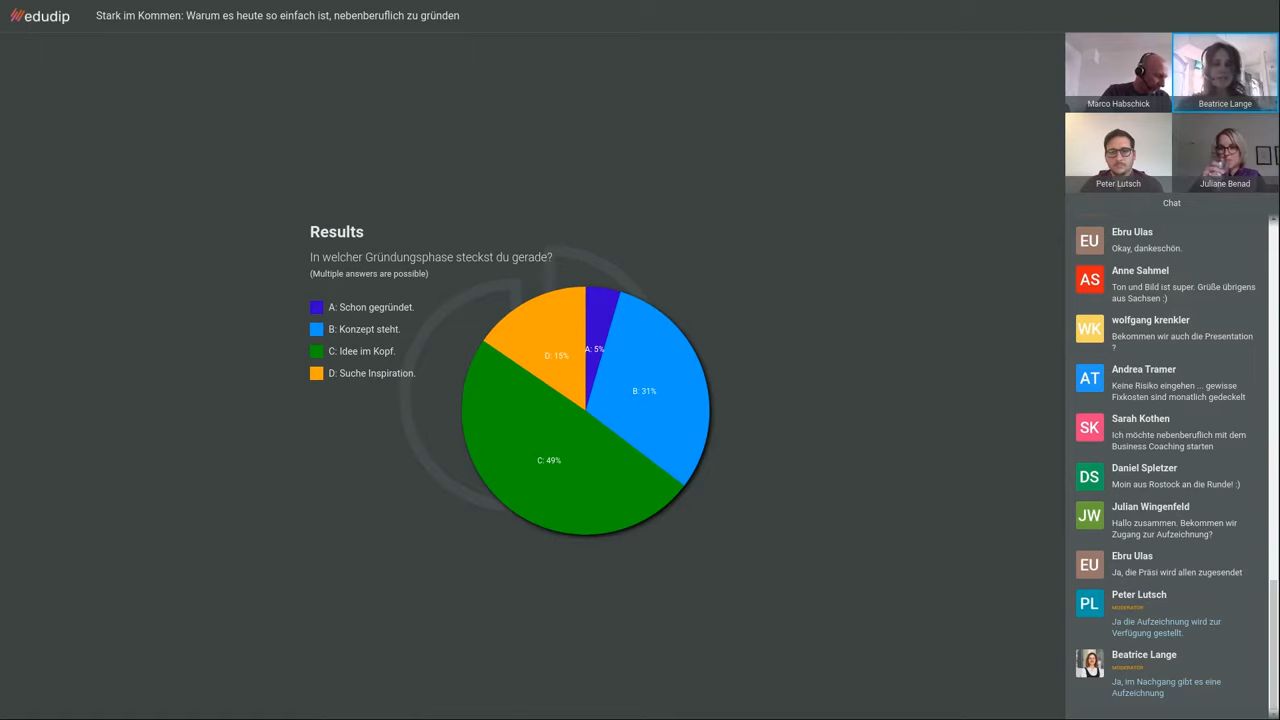 edudip
Stark im Kommen: Warum es heute so einfach ist, nebenberuflich zu gründen
Results
In welcher Gründungsphase steckst du gerade?
(Multiple answers are possible)
A: Schon gegründet.
B: Konzept steht.
C: Idee im Kopf.
D: Suche Inspiration.
D: 15%
A: 5%
B: 31%
C: 49%
Marco Habschick
Beatrice Lange
Peter Lutsch
Juliane Benad
Chat
EU
Ebru Ulas
Okay, dankeschön.
AS
Anne Sahmel
Ton und Bild ist super. Grüße übrigens
aus Sachsen :)
WK
wolfgang krenkler
Bekommen wir auch die Presentation
?
AT
Andrea Tramer
Keine Risiko eingehen ... gewisse
Fixkosten sind monatlich gedeckelt
SK
Sarah Kothen
Ich möchte nebenberuflich mit dem
Business Coaching starten
DS
Daniel Spletzer
Moin aus Rostock an die Runde! :)
JW
Julian Wingenfeld
Hallo zusammen. Bekommen wir
Zugang zur Aufzeichnung?
EU
Ebru Ulas
Ja, die Präsi wird allen zugesendet
PL
Peter Lutsch
MODERATOR
Ja die Aufzeichnung wird zur
Verfügung gestellt.
Beatrice Lange
MODERATOR
Ja, im Nachgang gibt es eine
Aufzeichnung